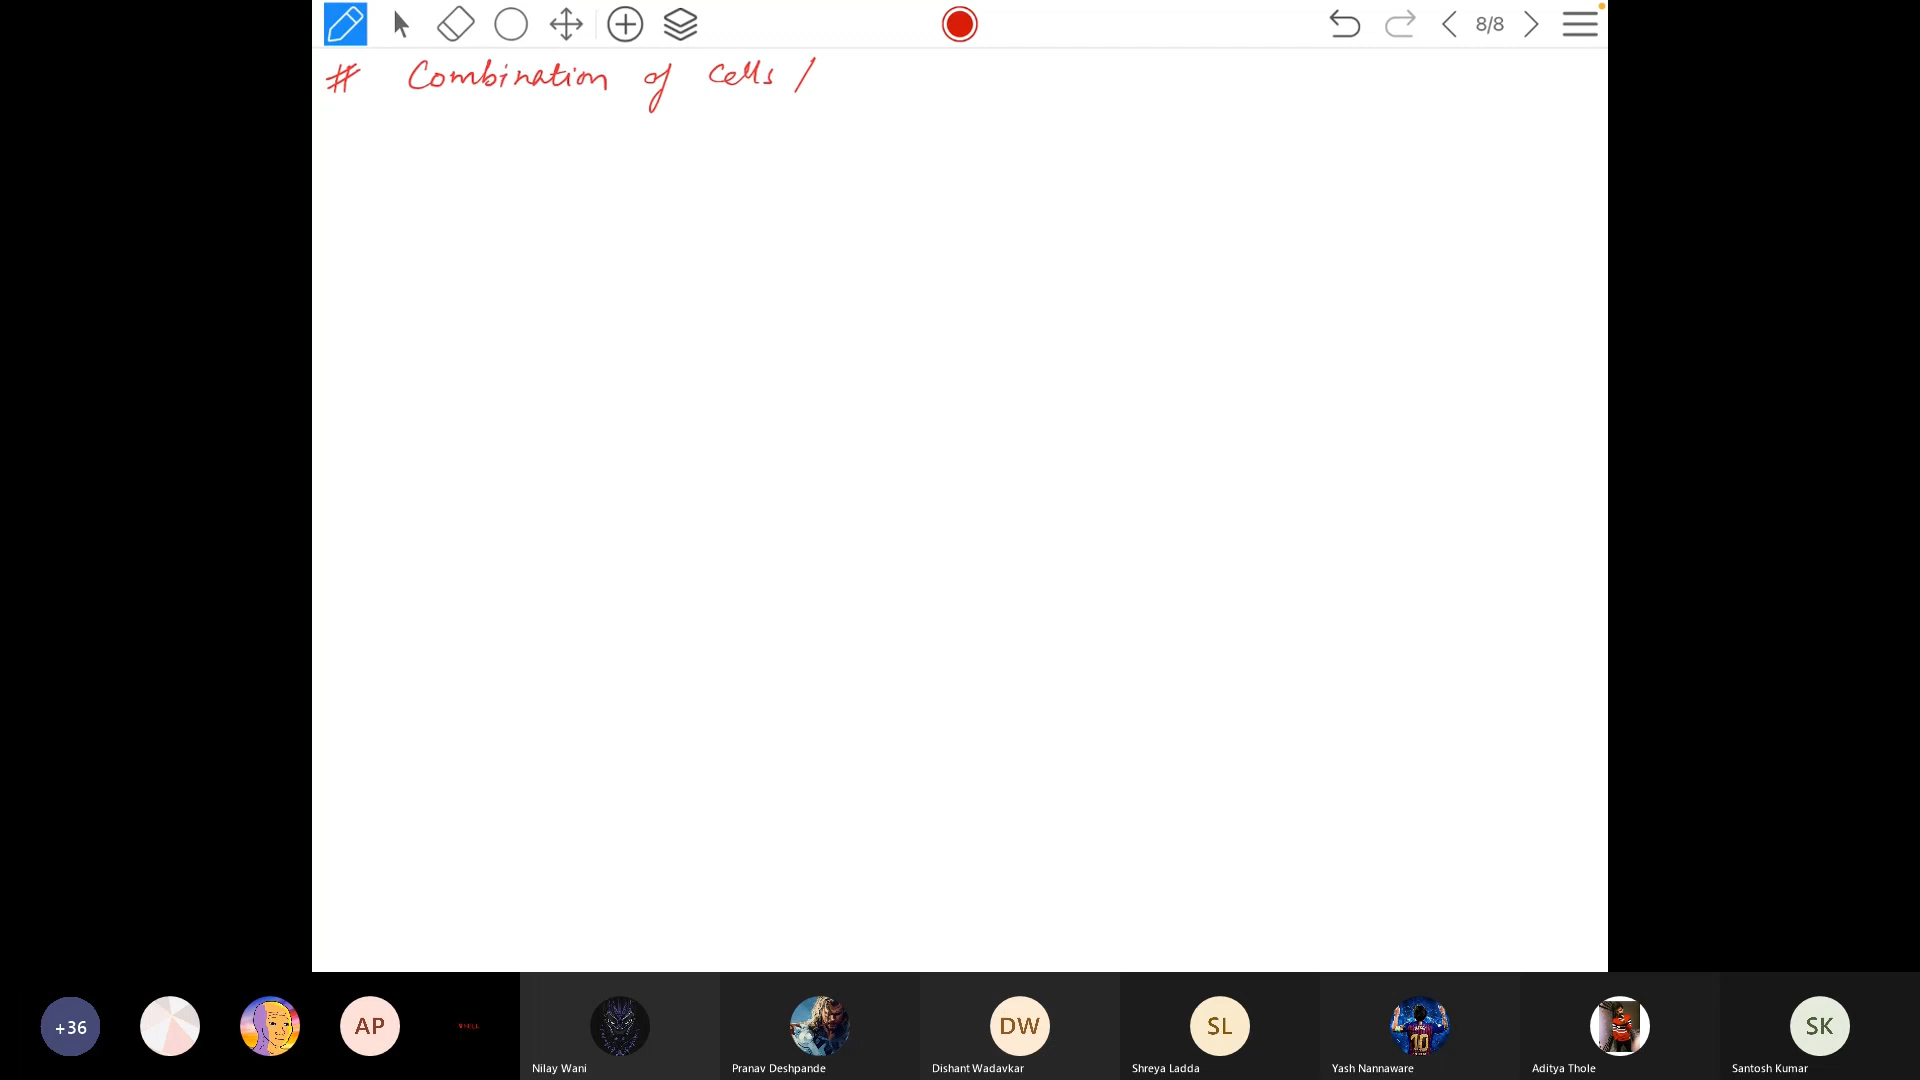 8/8
# Combination of Cells /
+36
AP
DW
SL
10
SK
Nilay Wani
Pranav Deshpande
Dishant Wadavkar
Shreya Ladda
Yash Nannaware
Aditya Thole
Santosh Kumar